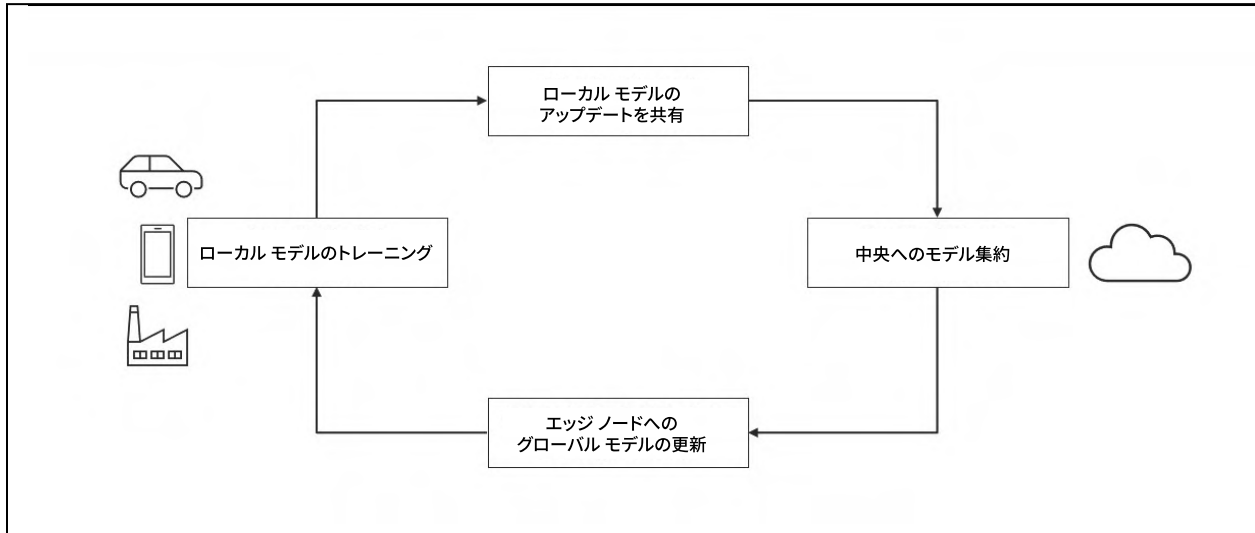 ローカル モデルの
アップデートを共有
ローカル モデルのトレーニング
中央へのモデル集約
エッジ ノードへの
グローバル モデルの更新